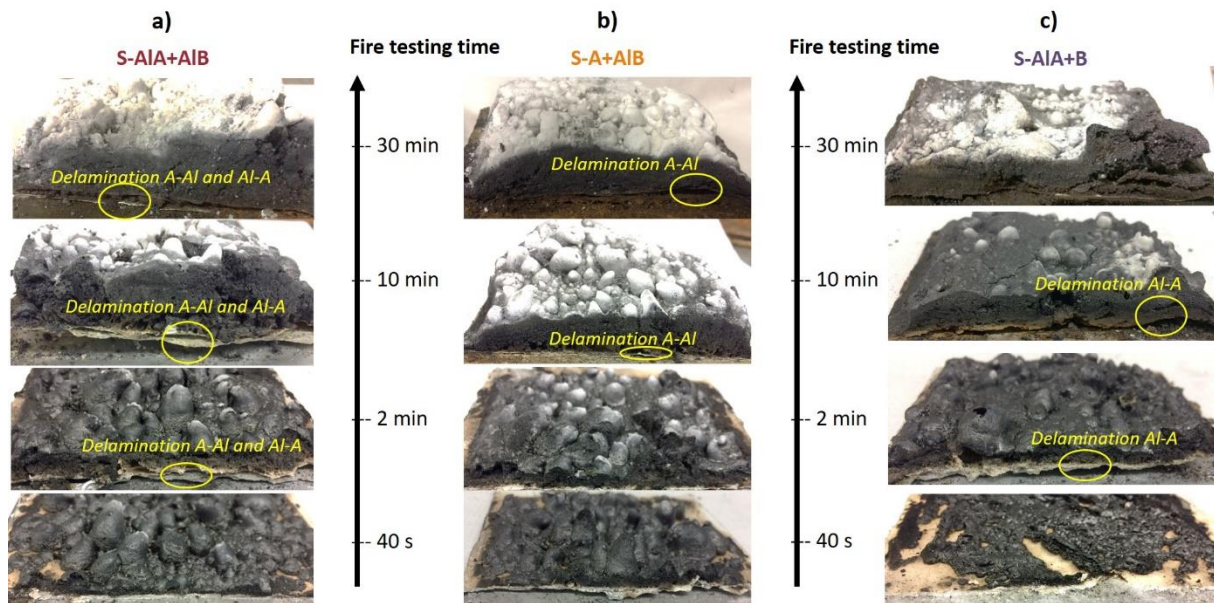 a)
b)
c)
S-AlA+AlB
Fire testing time
S-A+AlB
Fire testing time
S-AlA+B
30 min
30 min
Delamination A-Al and Al-A
Delamination A-Al
10 min
10 min
Delamination A-Al and Al-A
Delamination A-Al
Delamination Al-A
2 min
2 min
Delamination A-Al and Al-A
Delamination Al-A
40 s
40 s